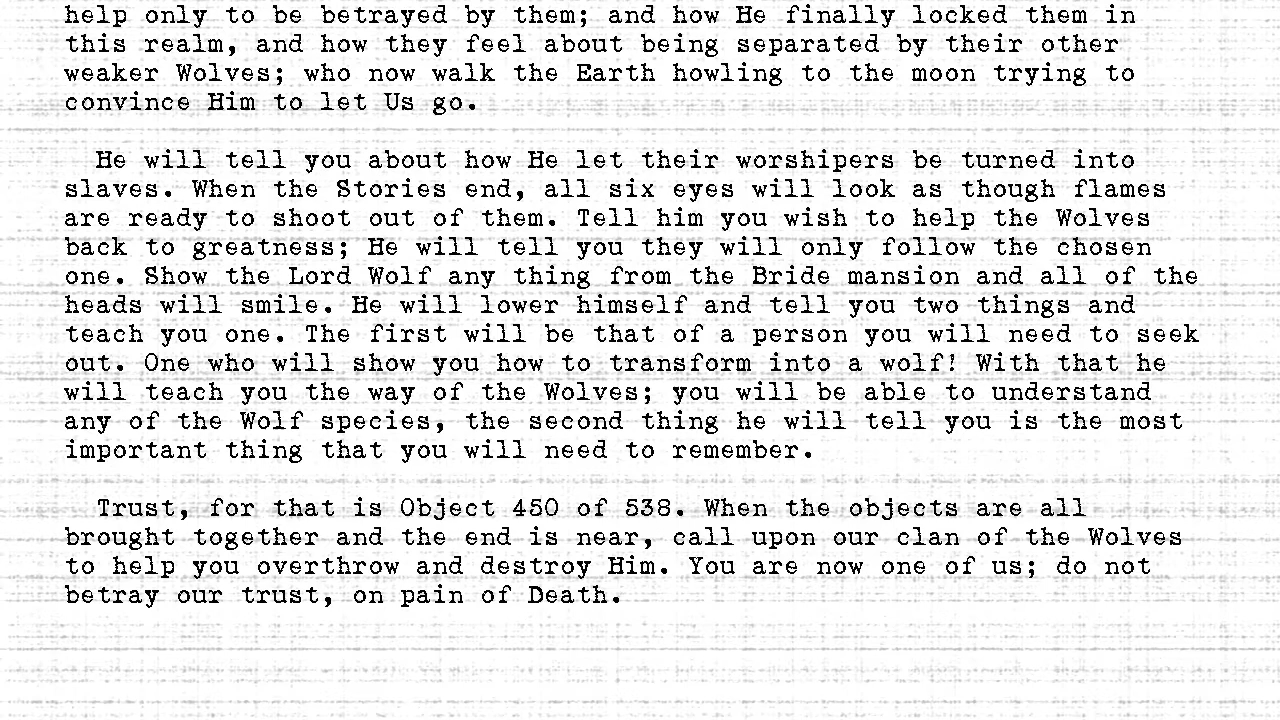 help only to be betrayed by them; and how He finally locked them in
this realm, and how they feel about being separated by their other
weaker Wolves; who now walk the Earth howling to the moon trying to
convince Him to let Us go.
He will tell you about how He let their worshipers be turned into
slaves. When the Stories end, all six eyes will look as though flames
are ready to shoot out of them. Tell him you wish to help the Wolves
back to greatness; He will tell you they will only follow the chosen
one. Show the Lord Wolf any thing from the Bride mansion and all of the
heads will smile. He will lower himself and tell you two things and
teach you one. The first will be that of a person you will need to seek
out. One who will show you how to transform into a wolf! With that he
will teach you the way of the Wolves; you will be able to understand
any of the Wolf species, the second thing he will tell you is the most
important thing that you will need to remember.
Trust, for that is Object 450 of 538. When the objects are all
brought together and the end is near, call upon our clan of the Wolves
to help you overthrow and destroy Him. You are now one of us; do not
betray our trust, on pain of Death.